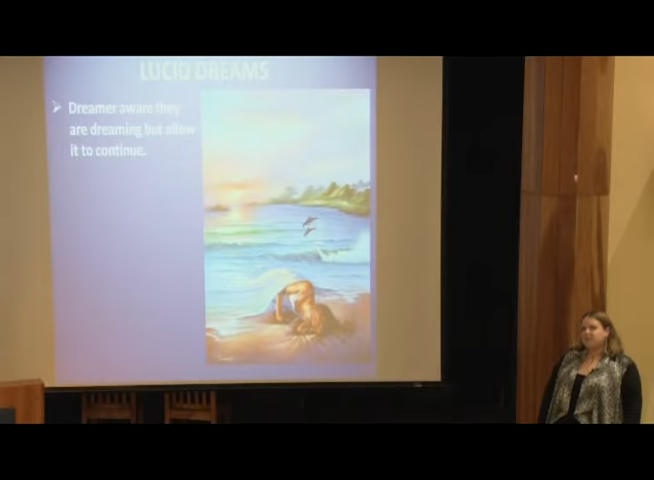 LUCID DREAMS
Dreamer aware they
are dreaming but allow
it to continue.